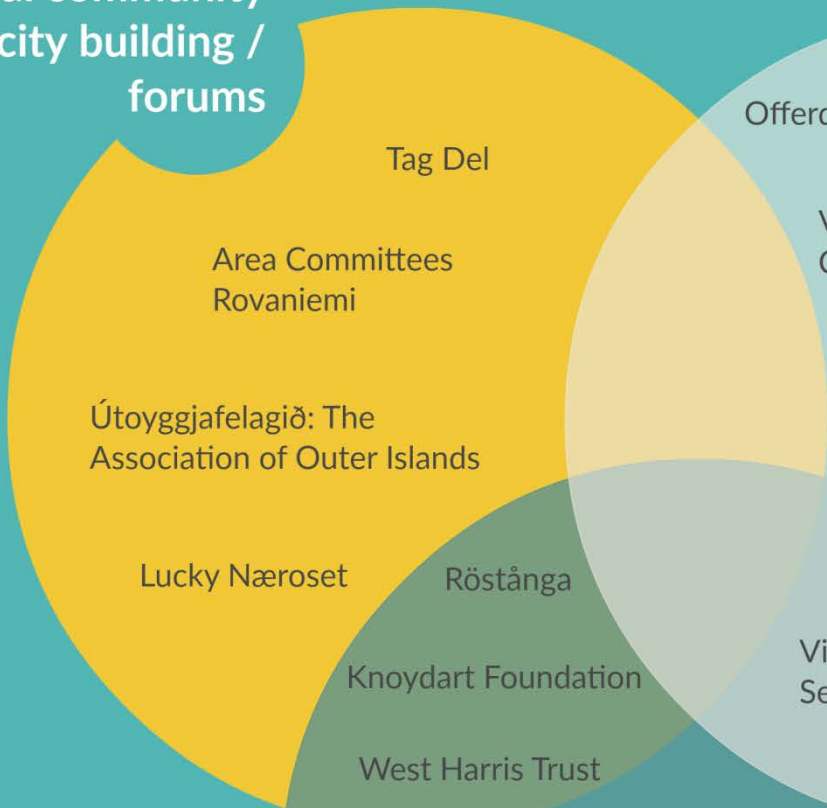 city building /
forums
Tag Del
Area Committees
Rovaniemi
Útoyggjafelagið: The
Association of Outer Islands
Lucky Næroset
Röstånga
Knoydart Foundation
West Harris Trust